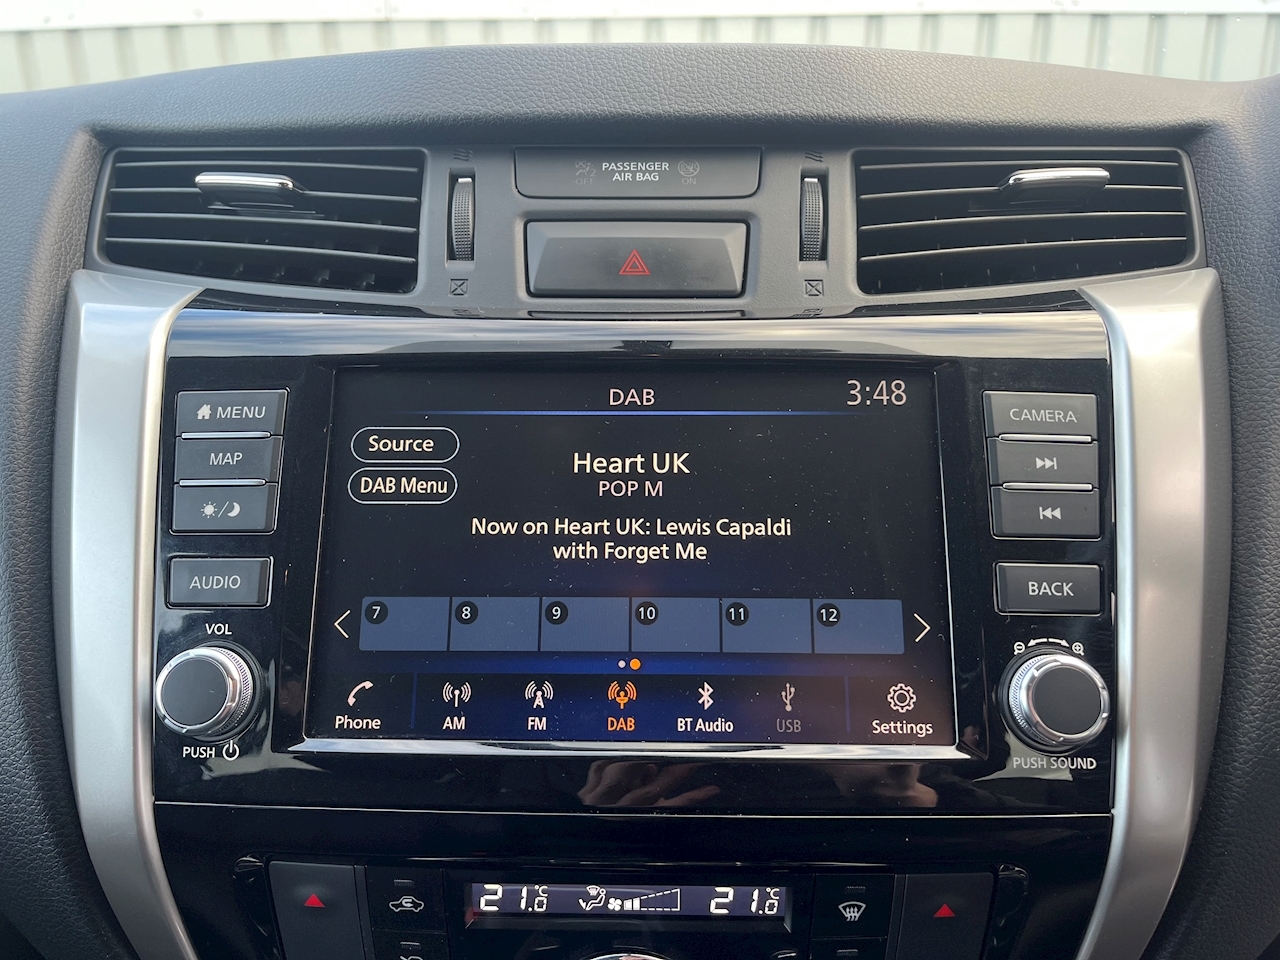 PASSENGER
AIR BAG
OFF
ON
DAB
3:48
MENU
MAP
AUDIO
VOL
PUSH
Source
DAB Menu
Heart UK
POP M
Now on Heart UK: Lewis Capaldi
with Forget Me
7 8 9 10 11 12
Phone AM FM DAB BT Audio USB Settings
CAMERA
BACK
PUSH SOUND
21.0°C 21.0°C